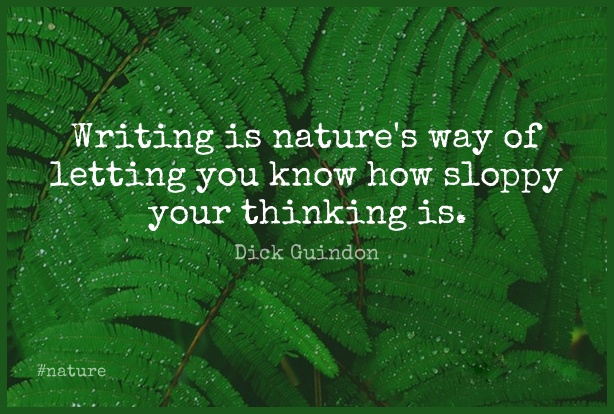 Writing is nature's way of
letting you know how sloppy
your thinking is.
Dick Guindon
#nature